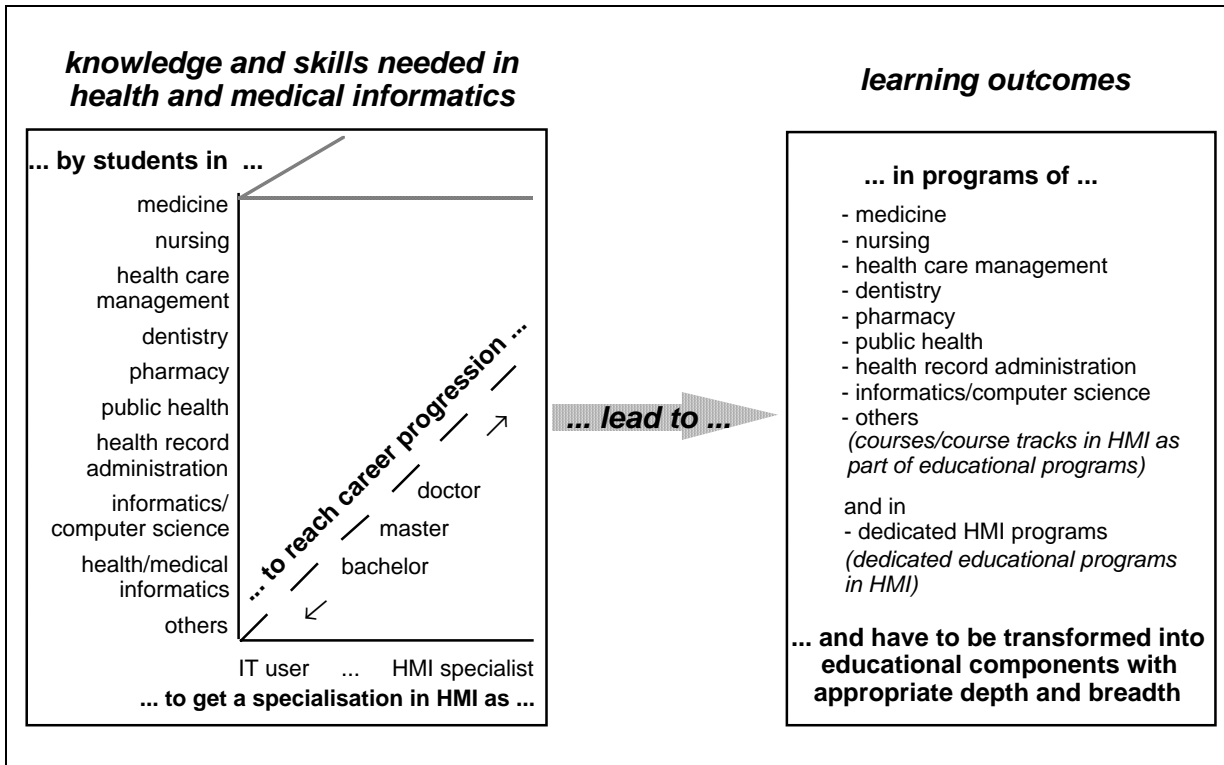 knowledge and skills needed in
health and medical informatics
... by students in ...
medicine
nursing
health care
management
dentistry
pharmacy
public health
health record
administration
informatics/
computer science
health/medical
informatics
others
... to reach career progression ...
doctor
master
bachelor
IT user ... HMI specialist
... to get a specialisation in HMI as ...
... lead to ...
learning outcomes
... in programs of ...
- medicine
- nursing
- health care management
- dentistry
- pharmacy
- public health
- health record administration
- informatics/computer science
- others
(courses/course tracks in HMI as
part of educational programs)
and in
- dedicated HMI programs
(dedicated educational programs
in HMI)
... and have to be transformed into
educational components with
appropriate depth and breadth